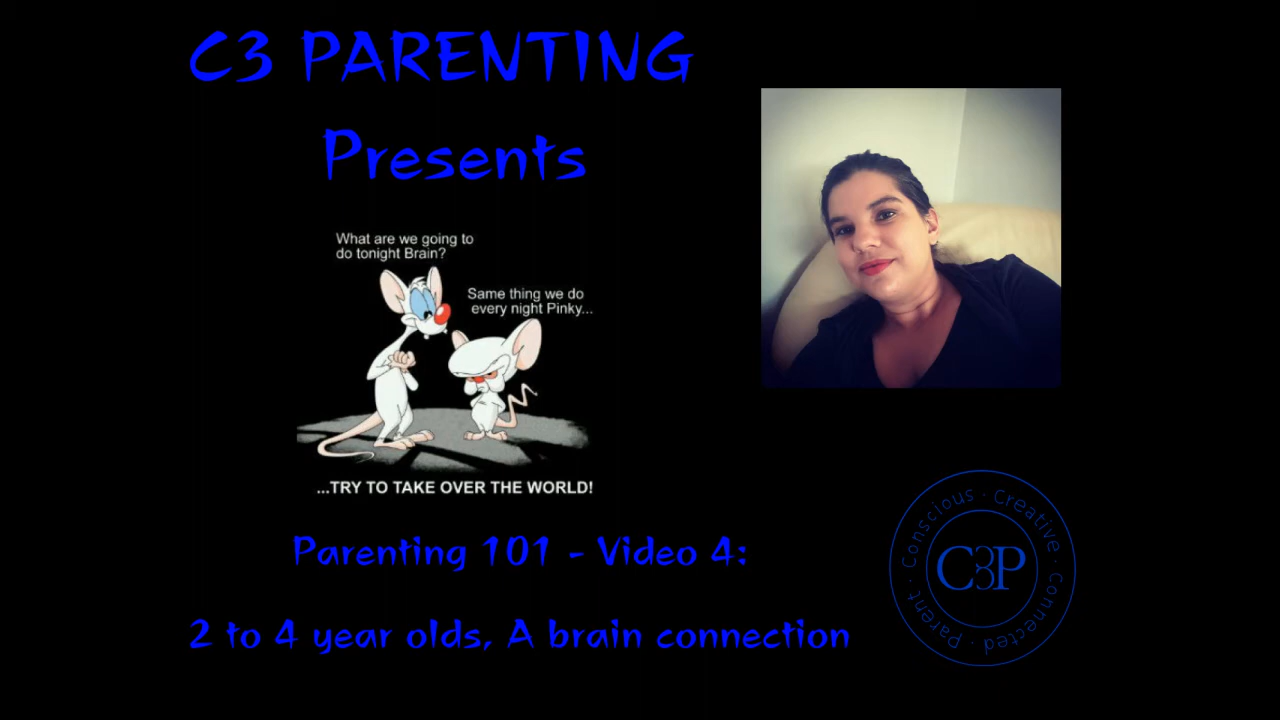 C3 PARENTING
Presents
What are we going to
do tonight Brain?
Same thing we do
every night Pinky...
...TRY TO TAKE OVER THE WORLD!
Parenting 101 - Video 4:
2 to 4 year olds, A brain connection
Parent · Conscious · Creative · Connected ·
C3P